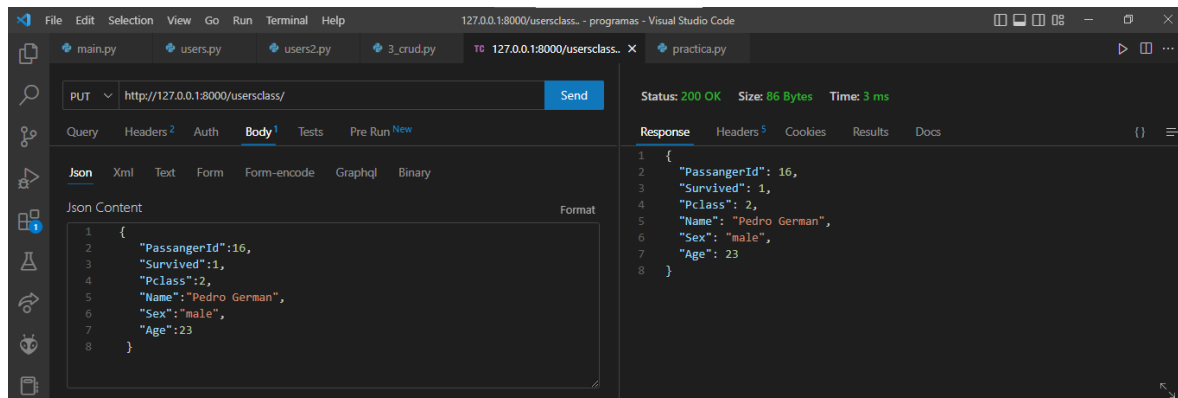 File Edit Selection View Go Run Terminal Help 127.0.0.1:8000/usersclass.. - programas - Visual Studio Code
main.py users.py users2.py 3_crud.py TC 127.0.0.1:8000/usersclass.. practica.py
PUT http://127.0.0.1:8000/usersclass/ Send
Query Headers 2 Auth Body 1 Tests Pre Run New
Json Xml Text Form Form-encode Graphql Binary
Json Content Format
1 {
2 "PassangerId":16,
3 "Survived":1,
4 "Pclass":2,
5 "Name":"Pedro German",
6 "Sex":"male",
7 "Age":23
8 }
1
Status: 200 OK Size: 86 Bytes Time: 3 ms
Response Headers 5 Cookies Results Docs { }
1 {
2 "PassangerId": 16,
3 "Survived": 1,
4 "Pclass": 2,
5 "Name": "Pedro German",
6 "Sex": "male",
7 "Age": 23
8 }